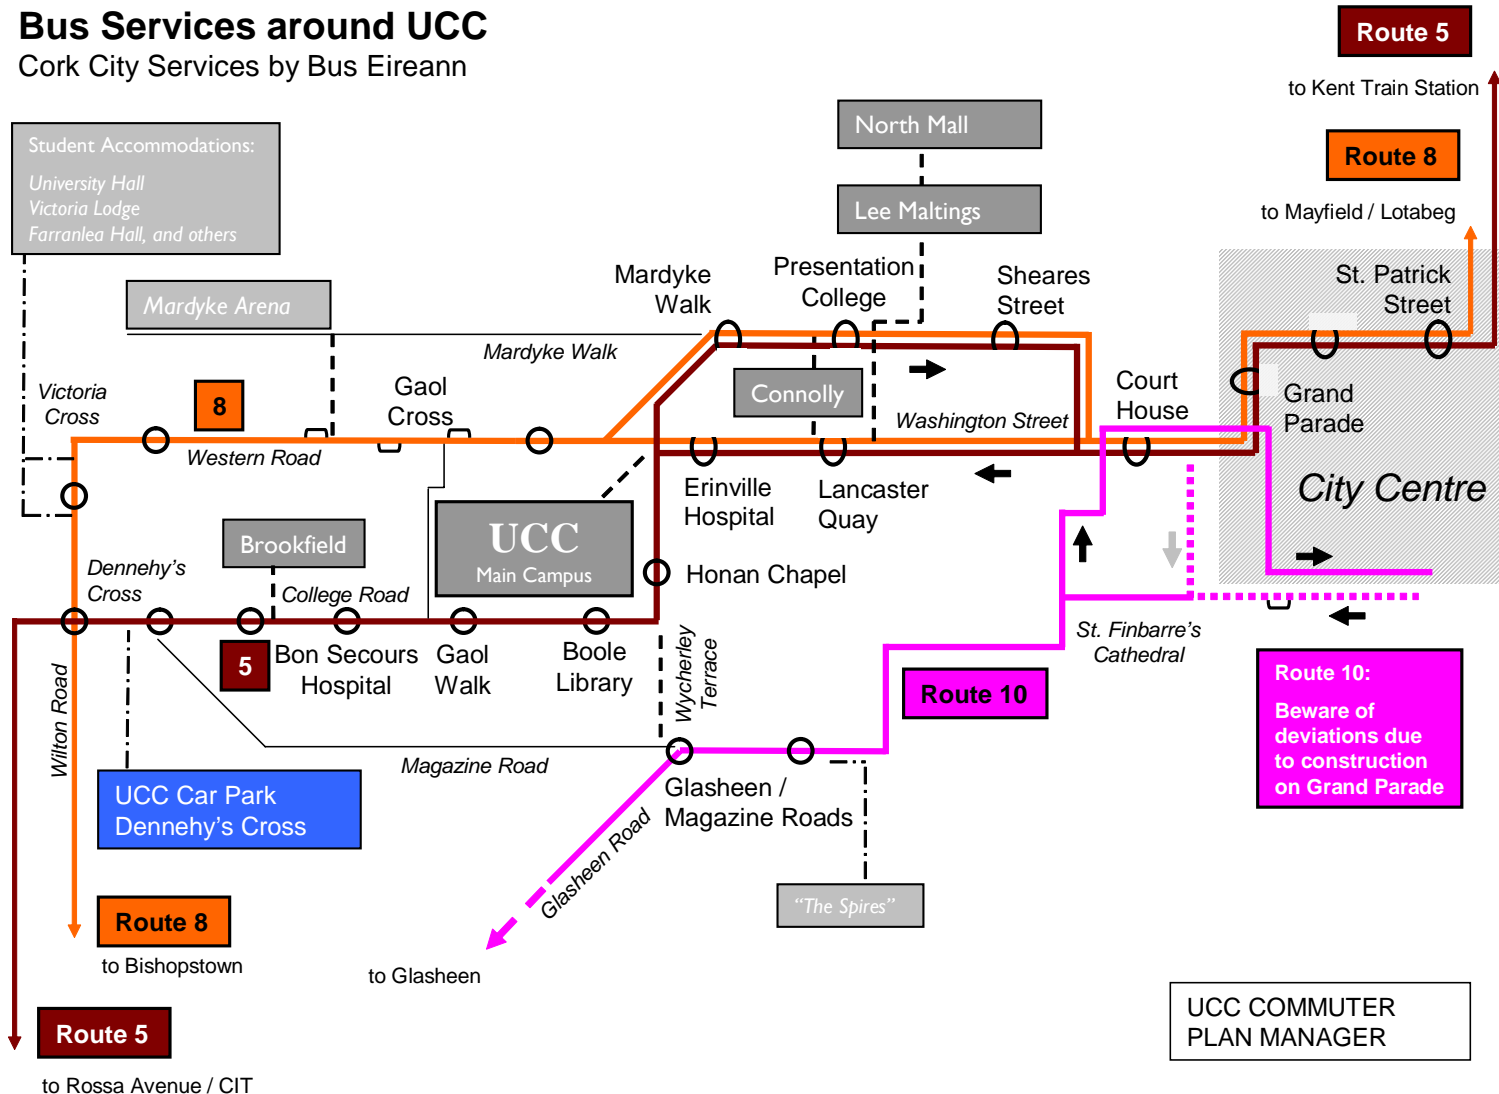 Bus Services around UCC
Cork City Services by Bus Eireann
Route 5
to Kent Train Station
Route 8
to Mayfield / Lotabeg
Student Accommodations:
University Hall
Victoria Lodge
Farranlea Hall, and others
North Mall
Lee Maltings
Mardyke Arena
Mardyke
Walk
Presentation
College
Sheares
Street
St. Patrick
Street
Mardyke Walk
Connolly
Victoria
Cross
8
Gaol
Cross
Court
House
Grand
Parade
Washington Street
Western Road
Erinville
Hospital
Lancaster
Quay
City Centre
UCC
Main Campus
Brookfield
Dennehy's
Cross
College Road
Honan Chapel
5
Bon Secours
Hospital
Gaol
Walk
Boole
Library
Wycherley
Terrace
St. Finbarre's
Cathedral
Route 10
Route 10:
Beware of
deviations due
to construction
on Grand Parade
Wilton Road
Magazine Road
UCC Car Park
Dennehy's Cross
Glasheen /
Magazine Roads
Glasheen Road
"The Spires"
Route 8
to Bishopstown
to Glasheen
Route 5
to Rossa Avenue / CIT
UCC COMMUTER
PLAN MANAGER